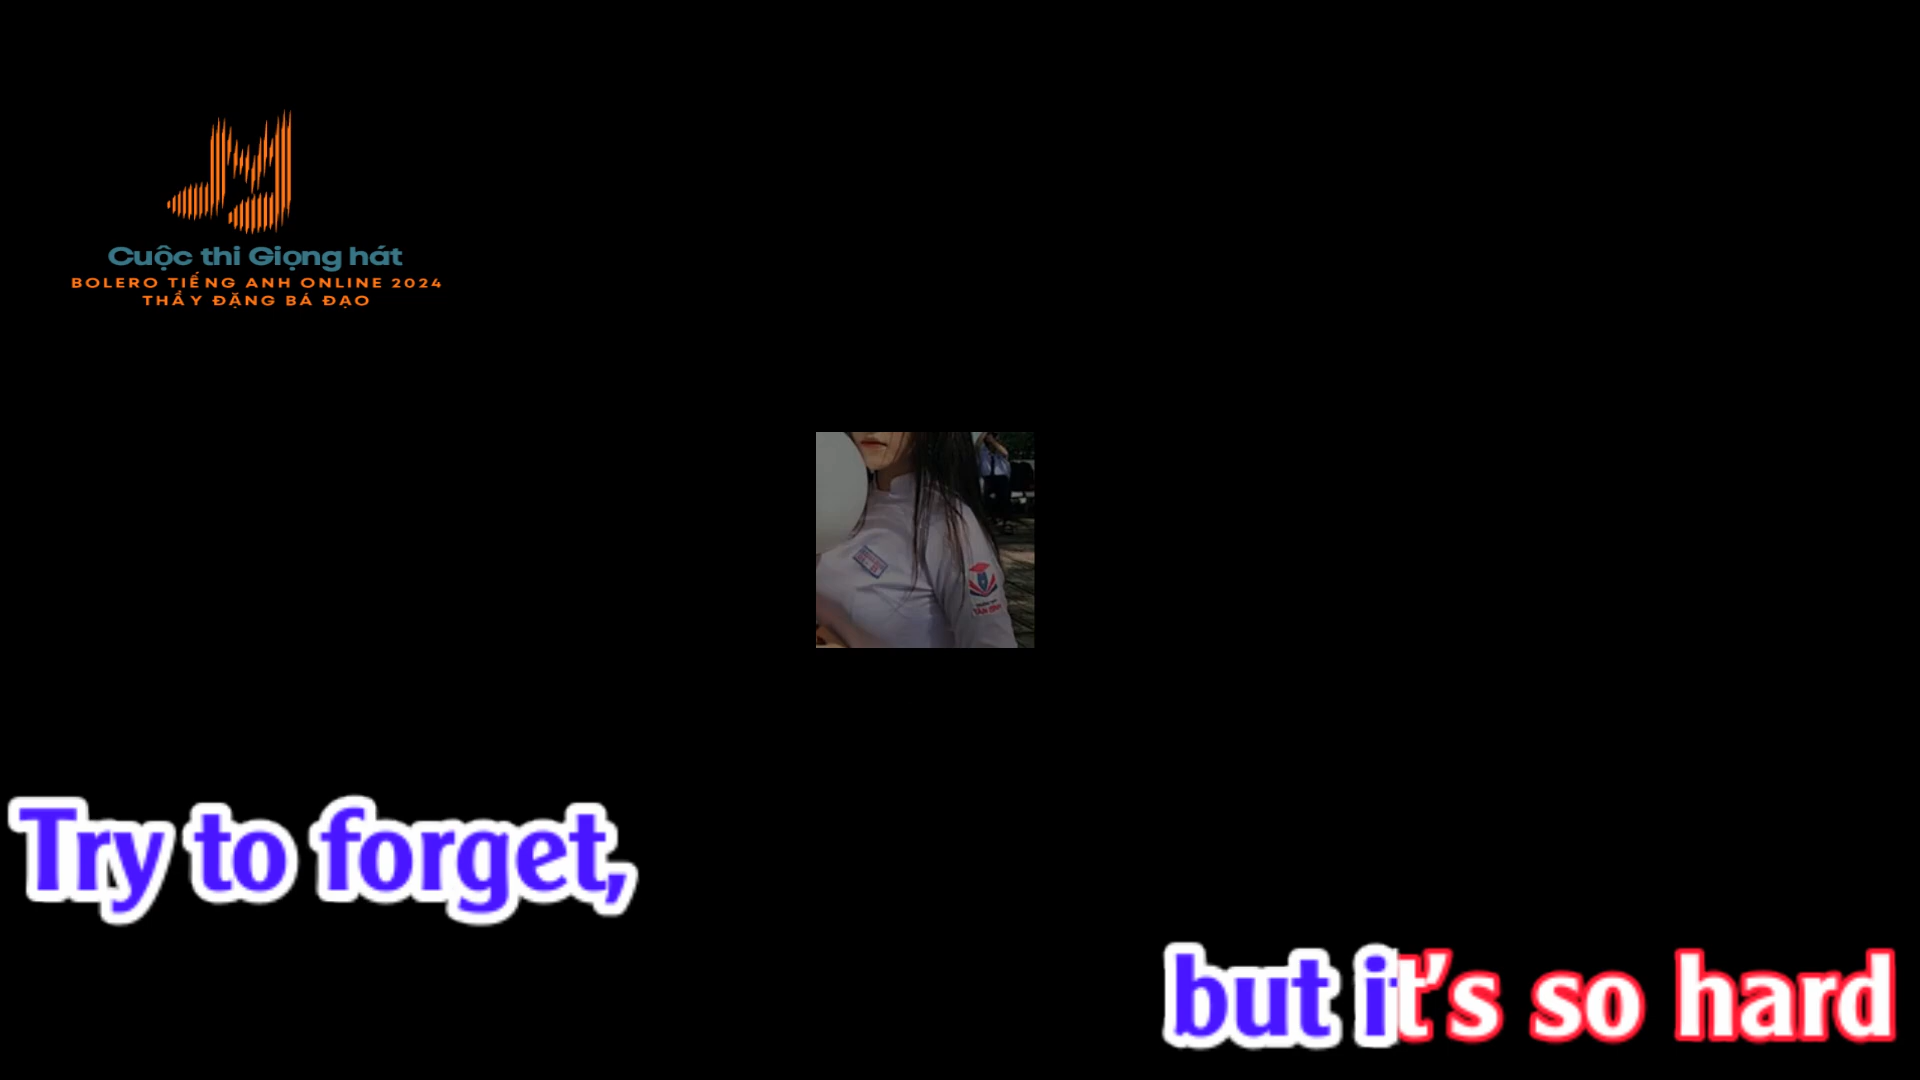 Cuộc thi Giọng hát
BOLERO TIẾNG ANH ONLINE 2024
THẦY ĐẶNG BÁ ĐẠO
Try to forget,
but it's so hard